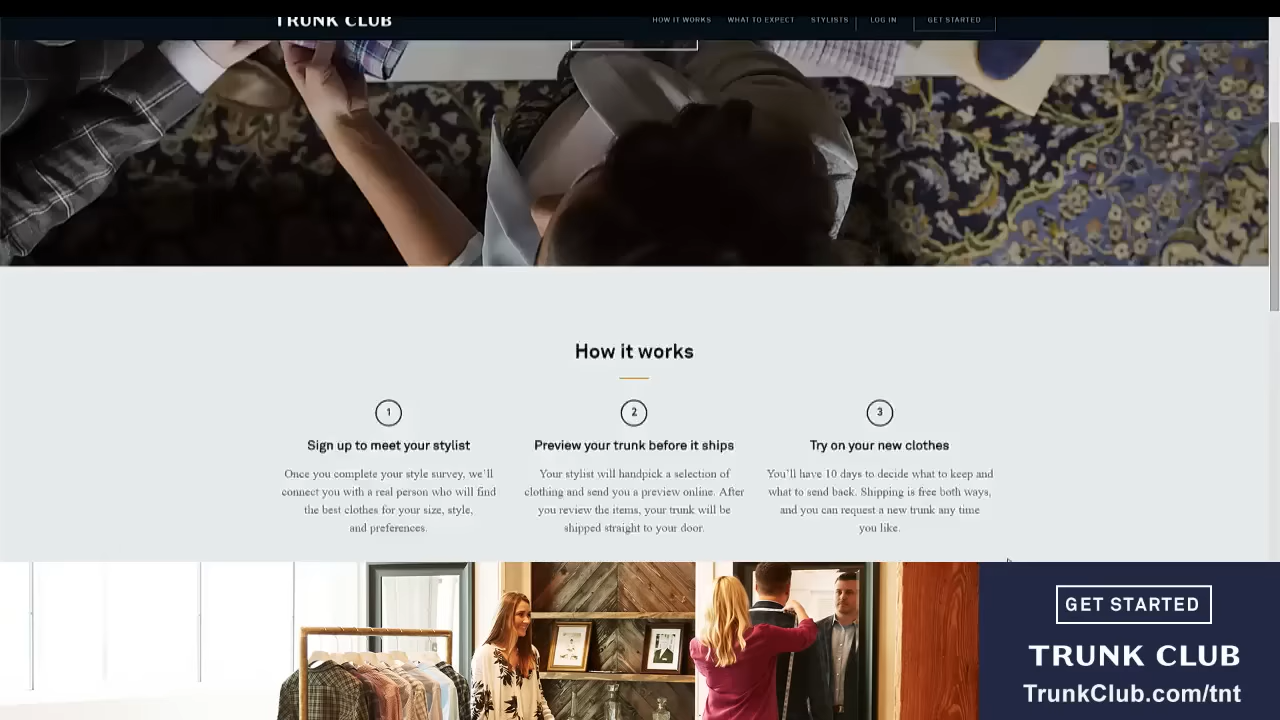 TRUNK CLUB
HOW IT WORKS WHAT TO EXPECT STYLISTS LOG IN GET STARTED
How it works
1
Sign up to meet your stylist
Once you complete your style survey, we'll
connect you with a real person who will find
the best clothes for your size, style,
and preferences.
2
Preview your trunk before it ships
Your stylist will handpick a selection of
clothing and send you a preview online. After
you review the items, your trunk will be
shipped straight to your door.
3
Try on your new clothes
You'll have 10 days to decide what to keep and
what to send back. Shipping is free both ways,
and you can request a new trunk any time
you like.
GET STARTED
TRUNK CLUB
TrunkClub.com/tnt